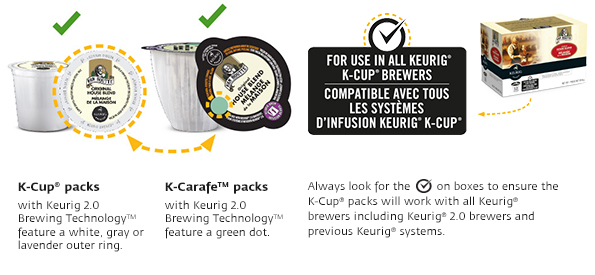 VAN HOUTTE
ORIGINAL
HOUSE BLEND
MÉLANGE
DE LA MAISON
VAN HOUTTE
ORIGINAL
HOUSE BLEND
MÉLANGE
DE LA MAISON
FOR USE IN ALL KEURIG®
K-CUP® BREWERS
COMPATIBLE AVEC TOUS
LES SYSTÈMES
D'INFUSION KEURIG® K-CUP®
K-Cup® packs
with Keurig 2.0
Brewing Technology™
feature a white, gray or
lavender outer ring.
K-Carafe™ packs
with Keurig 2.0
Brewing Technology™
feature a green dot.
Always look for the on boxes to ensure the
K-Cup® packs will work with all Keurig®
brewers including Keurig® 2.0 brewers and
previous Keurig® systems.